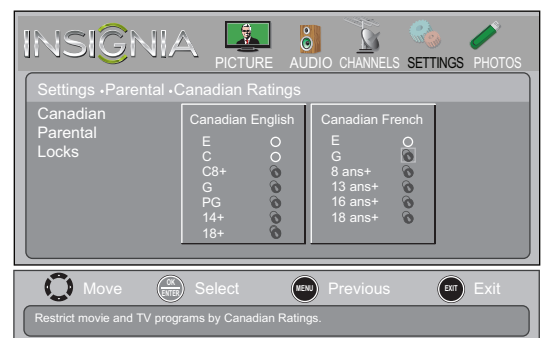 INSIGNIA
PICTURE AUDIO CHANNELS SETTINGS PHOTOS
Settings •Parental •Canadian Ratings
Canadian
Parental
Locks
Canadian English
E
C
C8+
G
PG
14+
18+
Canadian French
E
G
8 ans+
13 ans+
16 ans+
18 ans+
Move OK ENTER Select MENU Previous EXIT Exit
Restrict movie and TV programs by Canadian Ratings.